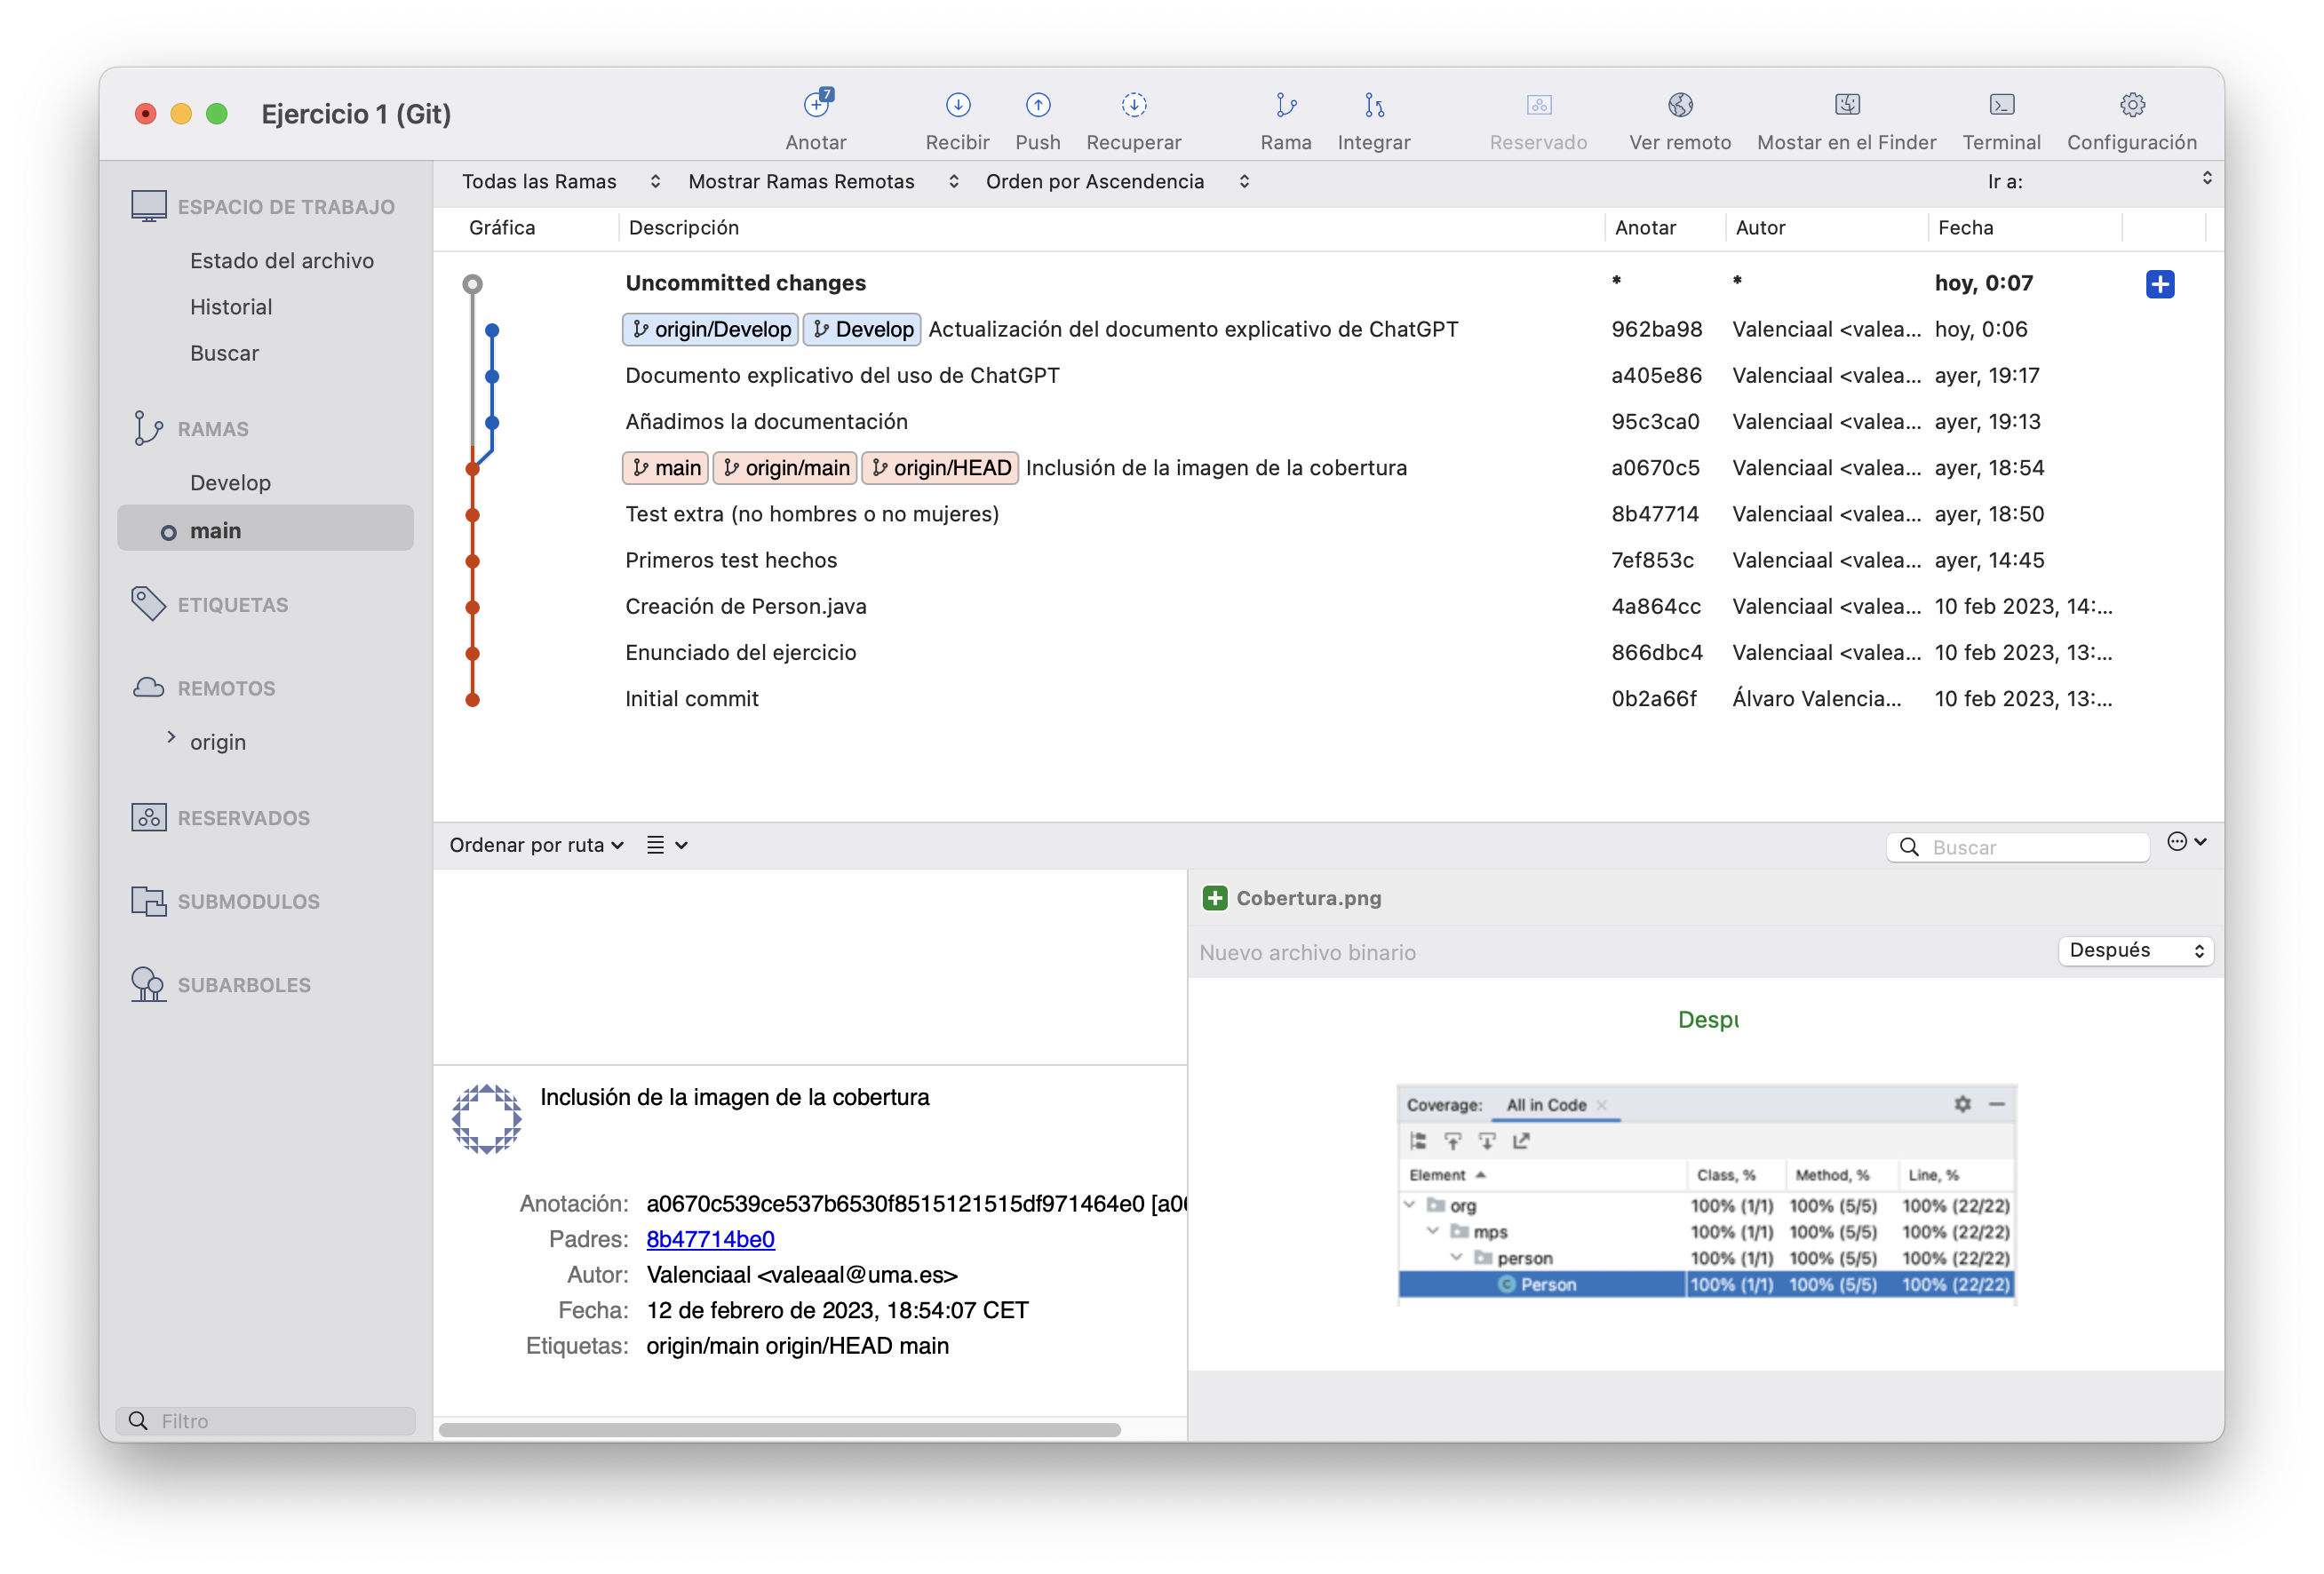 Ejercicio 1 (Git)
7
Anotar
Recibir
Push
Recuperar
Rama
Integrar
Reservado
Ver remoto
Mostar en el Finder
Terminal
Configuración
ESPACIO DE TRABAJO
Estado del archivo
Historial
Buscar
RAMAS
Develop
main
ETIQUETAS
REMOTOS
origin
RESERVADOS
SUBMODULOS
SUBARBOLES
Filtro
Todas las Ramas Mostrar Ramas Remotas Orden por Ascendencia Ir a:
Gráfica Descripción Anotar Autor Fecha
Uncommitted changes * * hoy, 0:07
origin/Develop Develop Actualización del documento explicativo de ChatGPT 962ba98 Valenciaal <valea... hoy, 0:06
Documento explicativo del uso de ChatGPT a405e86 Valenciaal <valea... ayer, 19:17
Añadimos la documentación 95c3ca0 Valenciaal <valea... ayer, 19:13
main origin/main origin/HEAD Inclusión de la imagen de la cobertura a0670c5 Valenciaal <valea... ayer, 18:54
Test extra (no hombres o no mujeres) 8b47714 Valenciaal <valea... ayer, 18:50
Primeros test hechos 7ef853c Valenciaal <valea... ayer, 14:45
Creación de Person.java 4a864cc Valenciaal <valea... 10 feb 2023, 14:...
Enunciado del ejercicio 866dbc4 Valenciaal <valea... 10 feb 2023, 13:...
Initial commit 0b2a66f Álvaro Valencia... 10 feb 2023, 13:...
Ordenar por ruta Buscar
Inclusión de la imagen de la cobertura
Anotación: a0670c539ce537b6530f8515121515df971464e0 [a0
Padres: 8b47714be0
Autor: Valenciaal <valeaal@uma.es>
Fecha: 12 de febrero de 2023, 18:54:07 CET
Etiquetas: origin/main origin/HEAD main
Cobertura.png
Nuevo archivo binario Después
Despu
Coverage: All in Code
Element Class, % Method, % Line, %
org 100% (1/1) 100% (5/5) 100% (22/22)
mps 100% (1/1) 100% (5/5) 100% (22/22)
person 100% (1/1) 100% (5/5) 100% (22/22)
C Person 100% (1/1) 100% (5/5) 100% (22/22)